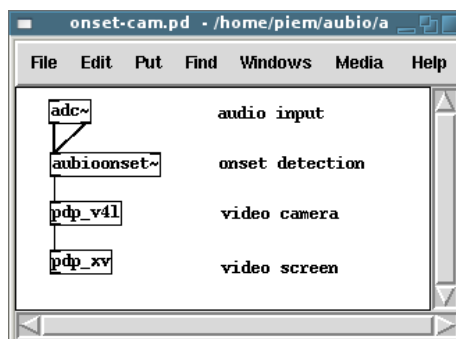 onset-cam.pd - /home/piem/aubio/a
File Edit Put Find Windows Media Help
adc~ audio input
aubioonset~ onset detection
pdp_v4l video camera
pdp_xv video screen